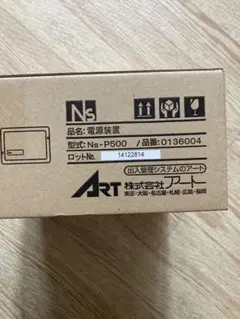 Ns
品名:電源装置
型式:Ns-P500 /品番:0136004
ロットNo. 14122814
出入管理システムのアート
ART 株式会社アート
東京・大阪・名古屋・札幌・広島・福岡